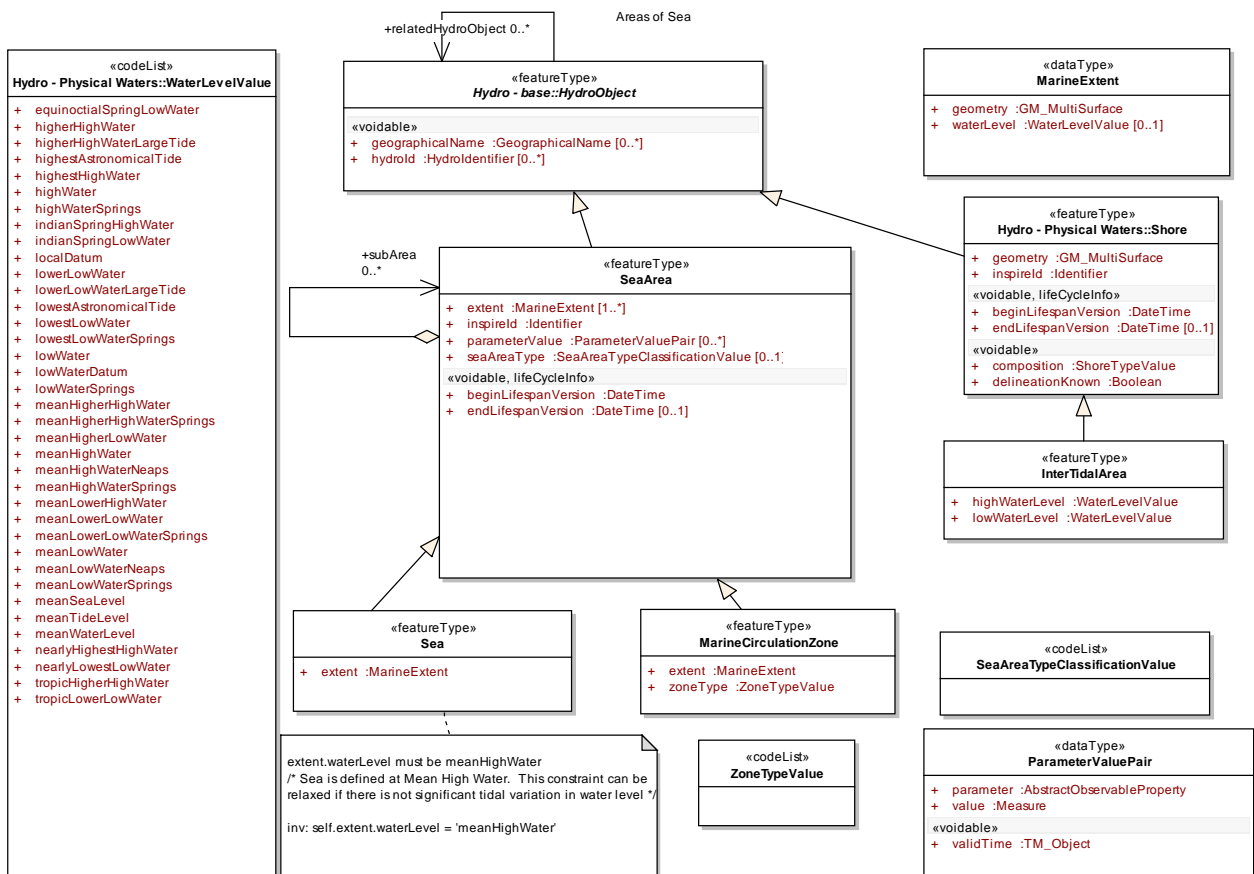 Areas of Sea
+relatedHydroObject 0..*
«codeList»
Hydro - Physical Waters::WaterLevelValue
+ equinoctialSpringLowWater
+ higherHighWater
+ higherHighWaterLargeTide
+ highestAstronomicalTide
+ highestHighWater
+ highWater
+ highWaterSprings
+ indianSpringHighWater
+ indianSpringLowWater
+ localDatum
+ lowerLowWater
+ lowerLowWaterLargeTide
+ lowestAstronomicalTide
+ lowestLowWater
+ lowestLowWaterSprings
+ lowWater
+ lowWaterDatum
+ lowWaterSprings
+ meanHigherHighWater
+ meanHigherHighWaterSprings
+ meanHigherLowWater
+ meanHighWater
+ meanHighWaterNeaps
+ meanHighWaterSprings
+ meanLowerHighWater
+ meanLowerLowWater
+ meanLowerLowWaterSprings
+ meanLowWater
+ meanLowWaterNeaps
+ meanLowWaterSprings
+ meanSeaLevel
+ meanTideLevel
+ meanWaterLevel
+ nearlyHighestHighWater
+ nearlyLowestLowWater
+ tropicHigherHighWater
+ tropicLowerLowWater
«featureType»
Hydro - base::HydroObject
«voidable»
+ geographicalName :GeographicalName [0..*]
+ hydroId :HydroIdentifier [0..*]
«dataType»
MarineExtent
+ geometry :GM_MultiSurface
+ waterLevel :WaterLevelValue [0..1]
«featureType»
Hydro - Physical Waters::Shore
+ geometry :GM_MultiSurface
+ inspireId :Identifier
«voidable, lifeCycleInfo»
+ beginLifespanVersion :DateTime
+ endLifespanVersion :DateTime [0..1]
«voidable»
+ composition :ShoreTypeValue
+ delineationKnown :Boolean
+subArea
0..*
«featureType»
SeaArea
+ extent :MarineExtent [1..*]
+ inspireId :Identifier
+ parameterValue :ParameterValuePair [0..*]
+ seaAreaType :SeaAreaTypeClassificationValue [0..1]
«voidable, lifeCycleInfo»
+ beginLifespanVersion :DateTime
+ endLifespanVersion :DateTime [0..1]
«featureType»
InterTidalArea
+ highWaterLevel :WaterLevelValue
+ lowWaterLevel :WaterLevelValue
«featureType»
Sea
+ extent :MarineExtent
«featureType»
MarineCirculationZone
+ extent :MarineExtent
+ zoneType :ZoneTypeValue
«codeList»
SeaAreaTypeClassificationValue
extent.waterLevel must be meanHighWater
/* Sea is defined at Mean High Water. This constraint can be
relaxed if there is not significant tidal variation in water level */
inv: self.extent.waterLevel = 'meanHighWater'
«codeList»
ZoneTypeValue
«dataType»
ParameterValuePair
+ parameter :AbstractObservableProperty
+ value :Measure
«voidable»
+ validTime :TM_Object